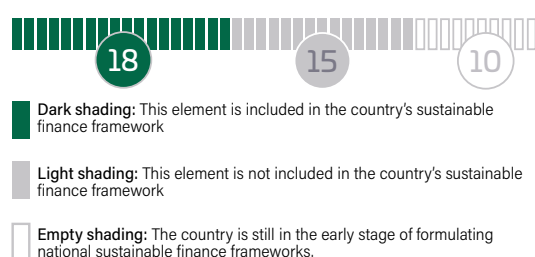 18 15 10
Dark shading: This element is included in the country's sustainable
finance framework
Light shading: This element is not included in the country's sustainable
finance framework
Empty shading: The country is still in the early stage of formulating
national sustainable finance frameworks.